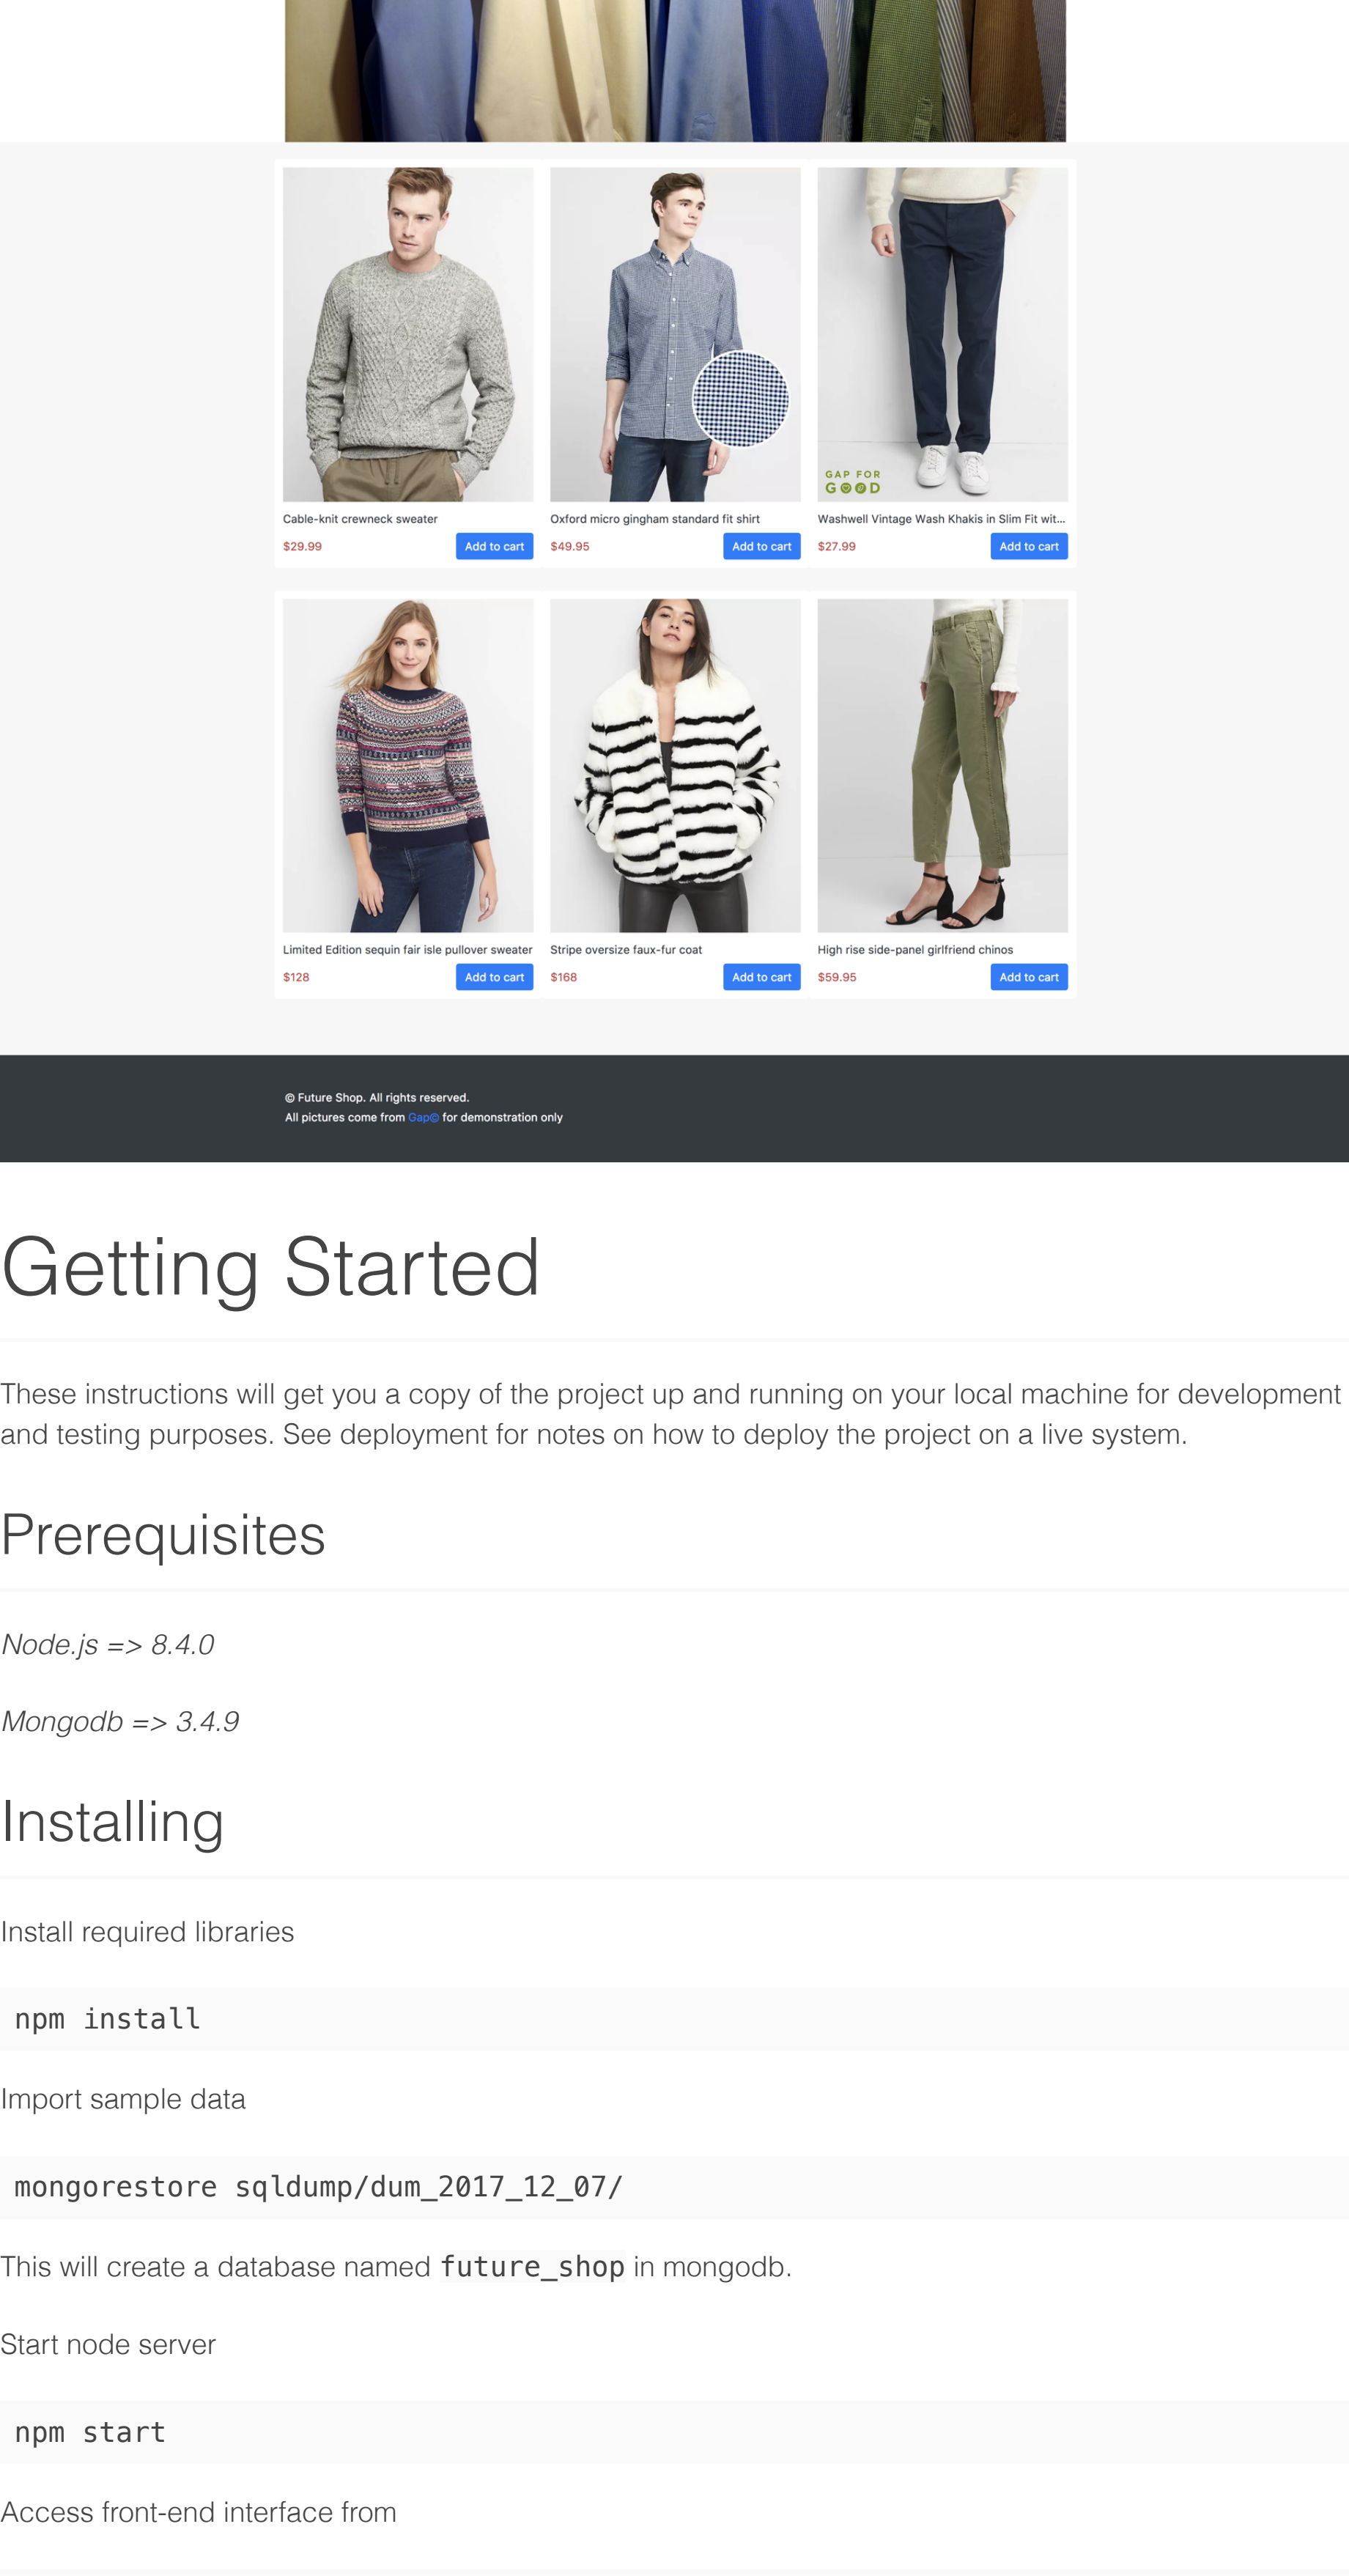 GAP FOR
GOOD
Cable-knit crewneck sweater
$29.99
Add to cart
Oxford micro gingham standard fit shirt
$49.95
Add to cart
Washwell Vintage Wash Khakis in Slim Fit wit...
$27.99
Add to cart
Limited Edition sequin fair isle pullover sweater
$128
Add to cart
Stripe oversize faux-fur coat
$168
Add to cart
High rise side-panel girlfriend chinos
$59.95
Add to cart
© Future Shop. All rights reserved.
All pictures come from Gap© for demonstration only
Getting Started
These instructions will get you a copy of the project up and running on your local machine for development
and testing purposes. See deployment for notes on how to deploy the project on a live system.
Prerequisites
Node.js => 8.4.0
Mongodb => 3.4.9
Installing
Install required libraries
npm install
Import sample data
mongorestore sqldump/dum_2017_12_07/
This will create a database named future_shop in mongodb.
Start node server
npm start
Access front-end interface from